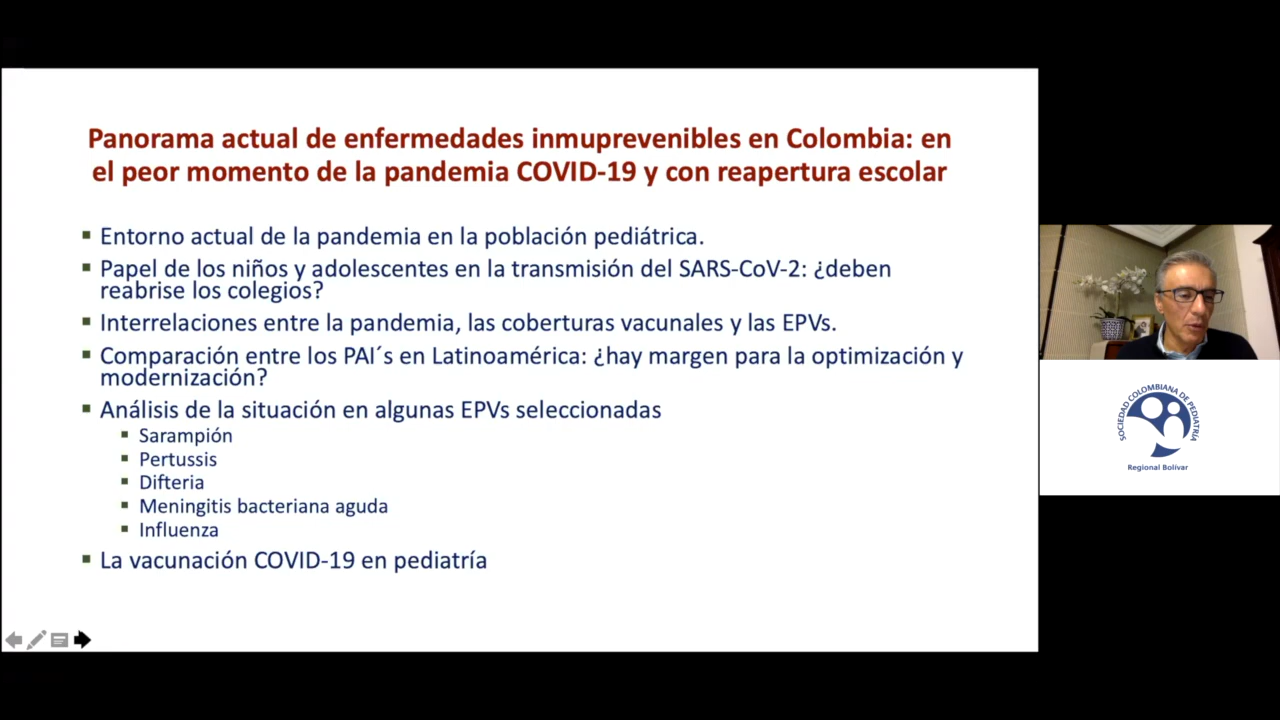 Panorama actual de enfermedades inmuprevenibles en Colombia: en
el peor momento de la pandemia COVID-19 y con reapertura escolar
Entorno actual de la pandemia en la población pediátrica.
Papel de los niños y adolescentes en la transmisión del SARS-CoV-2: ¿deben
reabrise los colegios?
Interrelaciones entre la pandemia, las coberturas vacunales y las EPVs.
Comparación entre los PAI´s en Latinoamérica: ¿hay margen para la optimización y
modernización?
Análisis de la situación en algunas EPVs seleccionadas
Sarampión
Pertussis
Difteria
Meningitis bacteriana aguda
Influenza
La vacunación COVID-19 en pediatría
SOCIEDAD COLOMBIANA DE PEDIATRÍA
Regional Bolívar